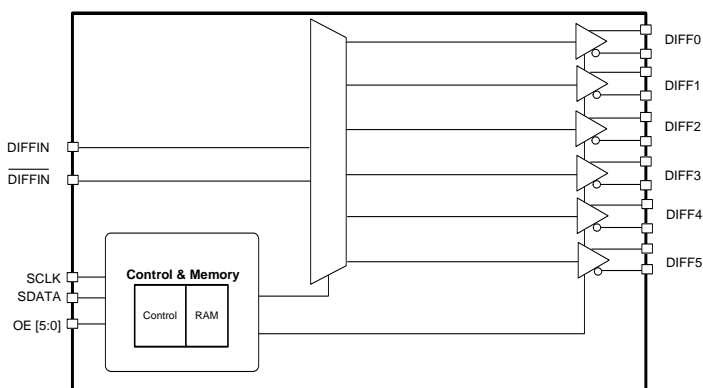 DIFF0
DIFF1
DIFF2
DIFFIN
DIFFIN
DIFF3
DIFF4
DIFF5
SCLK
SDATA
OE [5:0]
Control & Memory
Control
RAM